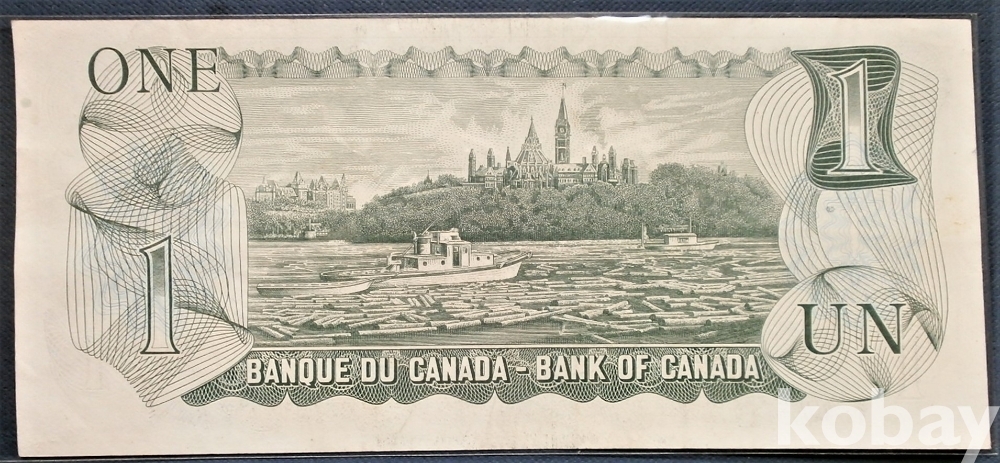 ONE
1
1
UN
BANQUE DU CANADA - BANK OF CANADA
kobay